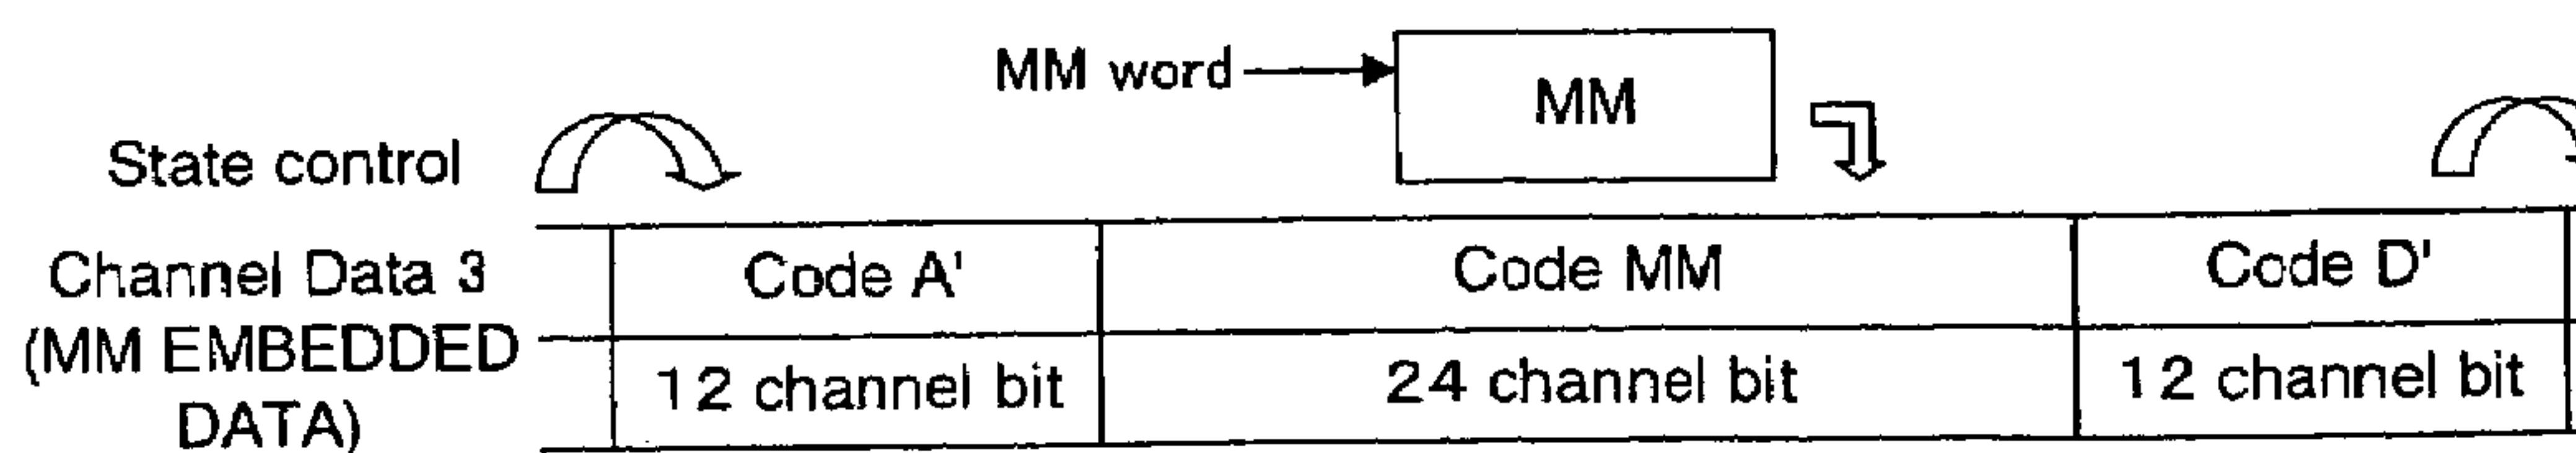 MM word
MM
State control
Channel Data 3
(MM EMBEDDED
DATA)
Code A'
Code MM
Code D'
12 channel bit
24 channel bit
12 channel bit